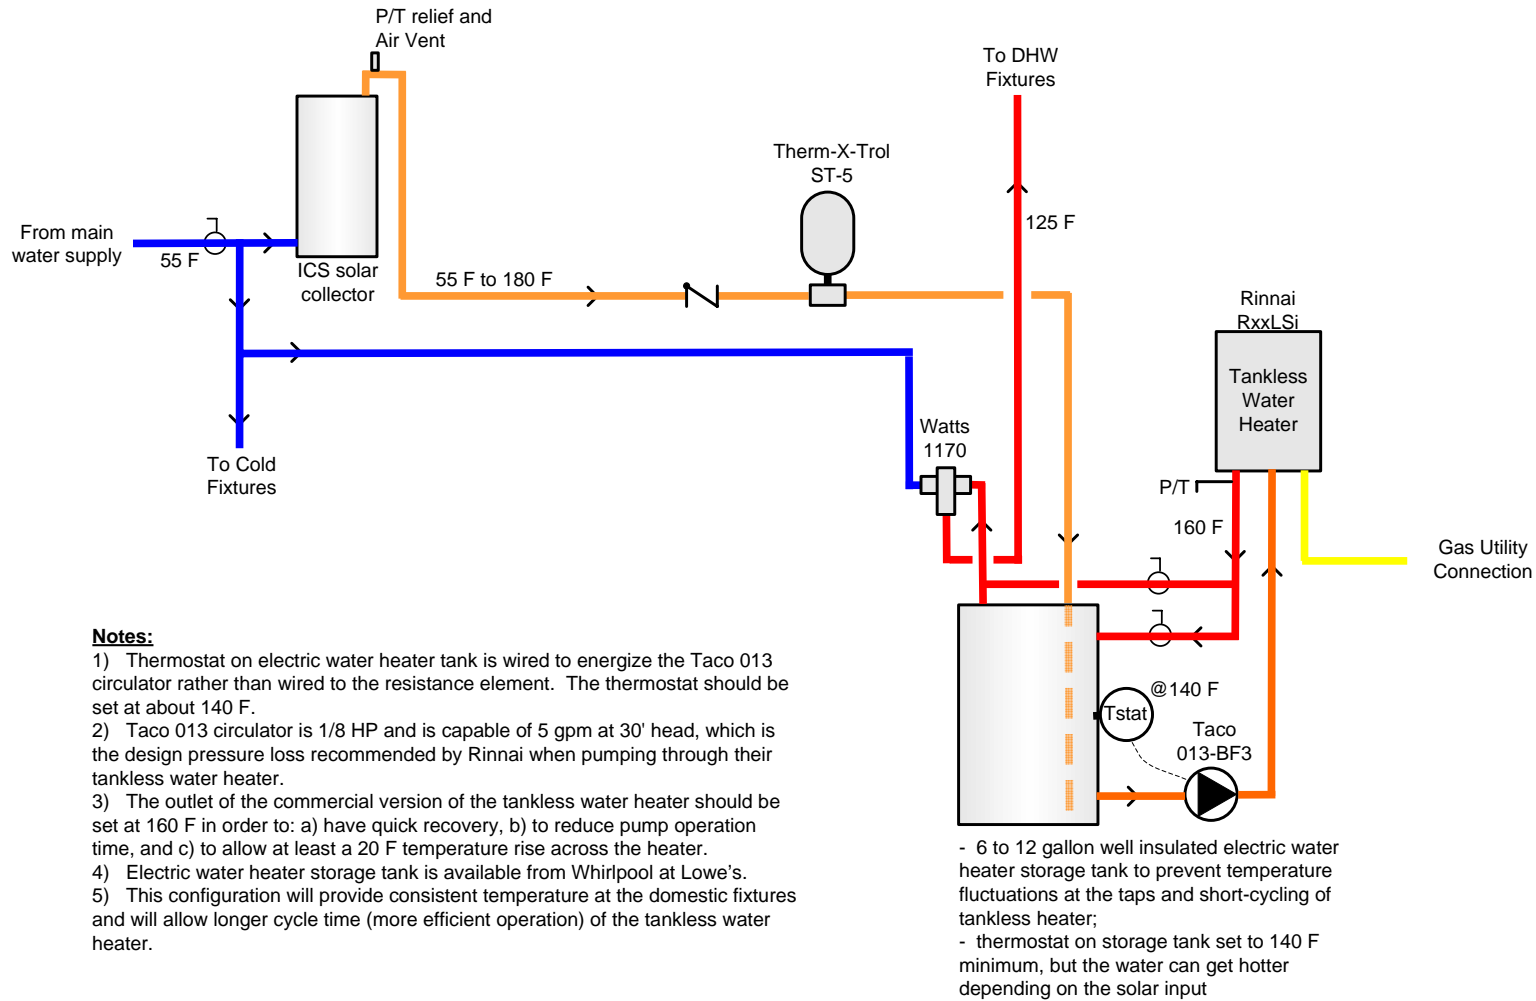 P/T relief and
Air Vent
To DHW
Fixtures
Therm-X-Trol
ST-5
From main
water supply
55 F
ICS solar
collector
55 F to 180 F
125 F
Rinnai
RxxLSi
Tankless
Water
Heater
Watts
1170
To Cold
Fixtures
P/T
160 F
Gas Utility
Connection
@140 F
Tstat
Taco
013-BF3
Notes:
1) Thermostat on electric water heater tank is wired to energize the Taco 013
circulator rather than wired to the resistance element. The thermostat should be
set at about 140 F.
2) Taco 013 circulator is 1/8 HP and is capable of 5 gpm at 30' head, which is
the design pressure loss recommended by Rinnai when pumping through their
tankless water heater.
3) The outlet of the commercial version of the tankless water heater should be
set at 160 F in order to: a) have quick recovery, b) to reduce pump operation
time, and c) to allow at least a 20 F temperature rise across the heater.
4) Electric water heater storage tank is available from Whirlpool at Lowe's.
5) This configuration will provide consistent temperature at the domestic fixtures
and will allow longer cycle time (more efficient operation) of the tankless water
heater.
- 6 to 12 gallon well insulated electric water
heater storage tank to prevent temperature
fluctuations at the taps and short-cycling of
tankless heater;
- thermostat on storage tank set to 140 F
minimum, but the water can get hotter
depending on the solar input